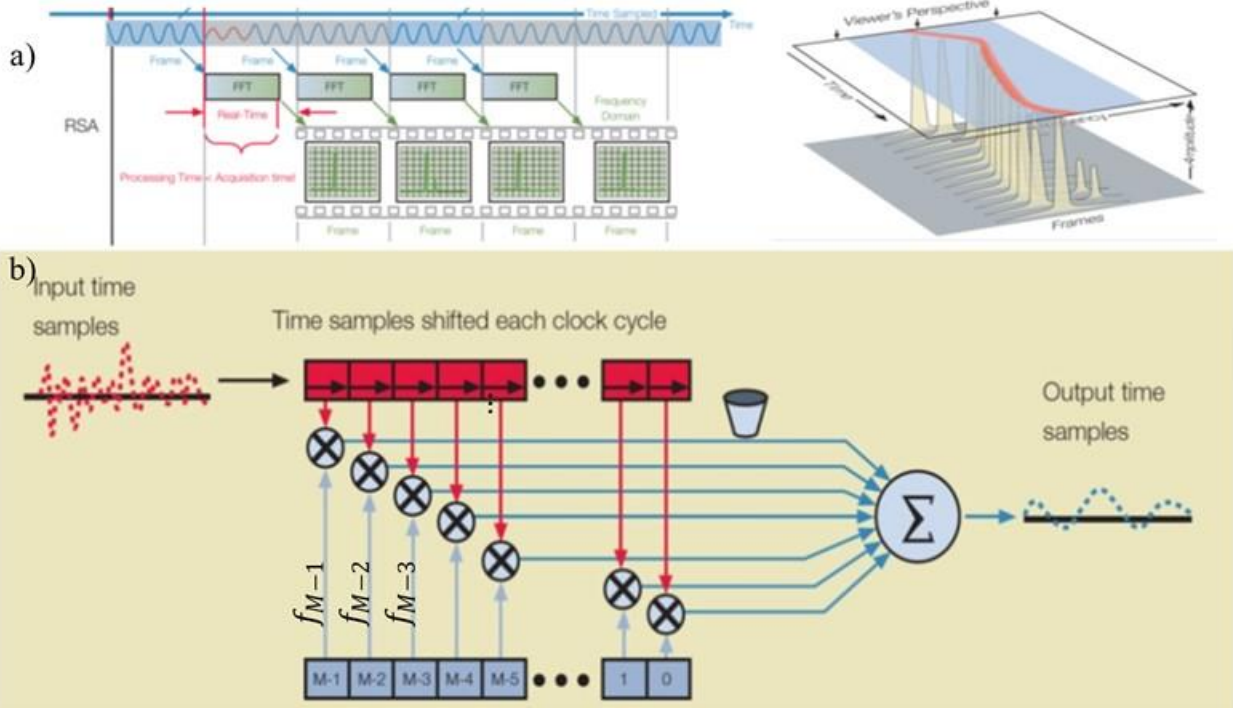 a)
Time Sampled
Time
Frame Frame Frame Frame
FFT FFT FFT FFT
RSA
Real-Time
Frequency
Domain
Processing Time < Acquisition time!
Frame Frame Frame Frame
Viewer's Perspective
Time
Amplitude
Frames
b)
Input time
samples
Time samples shifted each clock cycle
Output time
samples
Σ
f_{M−1} f_{M−2} f_{M−3}
M-1 M-2 M-3 M-4 M-5 1 0